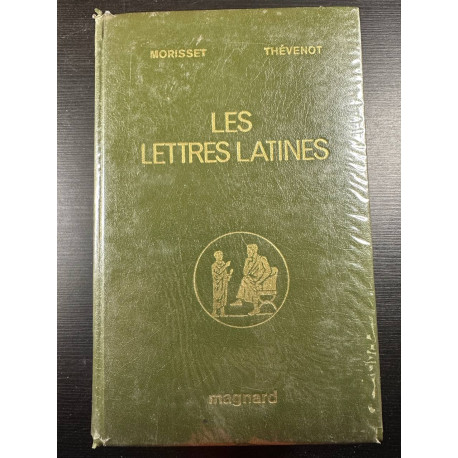 MORISSET THÉVENOT
LES
LETTRES LATINES
magnard